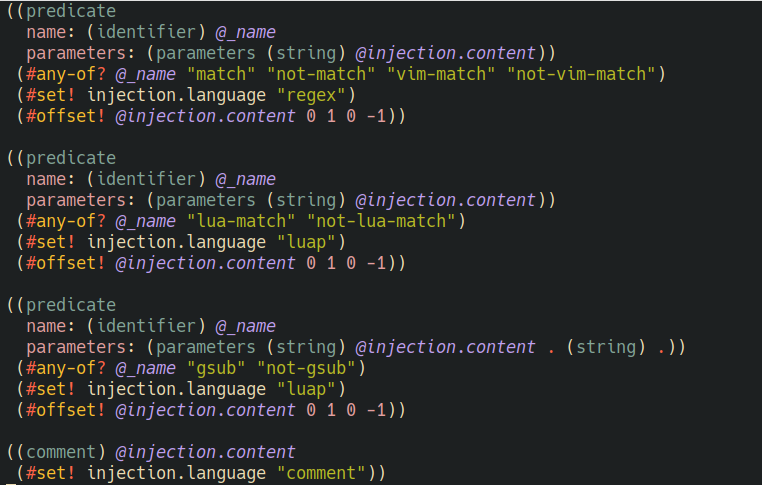 ((predicate
  name: (identifier) @_name
  parameters: (parameters (string) @injection.content))
 (#any-of? @_name "match" "not-match" "vim-match" "not-vim-match")
 (#set! injection.language "regex")
 (#offset! @injection.content 0 1 0 -1))

((predicate
  name: (identifier) @_name
  parameters: (parameters (string) @injection.content))
 (#any-of? @_name "lua-match" "not-lua-match")
 (#set! injection.language "luap")
 (#offset! @injection.content 0 1 0 -1))

((predicate
  name: (identifier) @_name
  parameters: (parameters (string) @injection.content . (string) .))
 (#any-of? @_name "gsub" "not-gsub")
 (#set! injection.language "luap")
 (#offset! @injection.content 0 1 0 -1))

((comment) @injection.content
 (#set! injection.language "comment"))